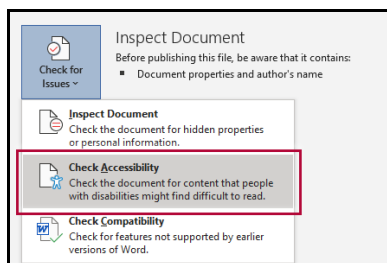 Inspect Document
Before publishing this file, be aware that it contains:
▪ Document properties and author's name
Check for
Issues ˅
Inspect Document
Check the document for hidden properties
or personal information.
Check Accessibility
Check the document for content that people
with disabilities might find difficult to read.
Check Compatibility
Check for features not supported by earlier
versions of Word.